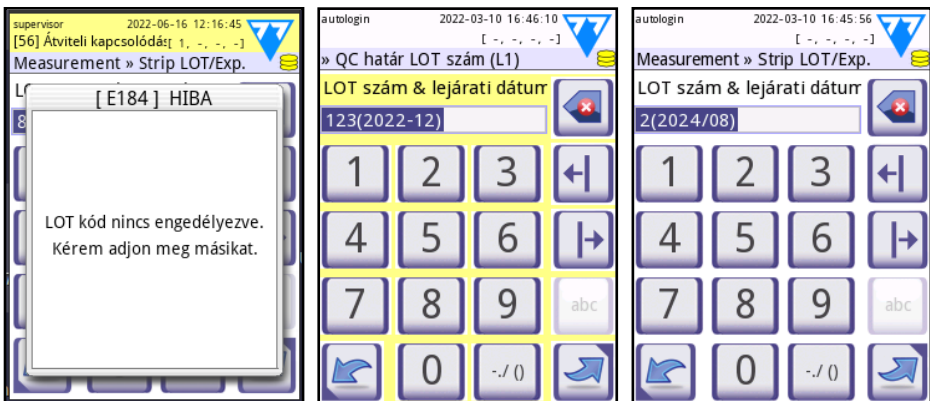 supervisor 2022-06-16 12:16:45
[56] Átviteli kapcsolódás[ 1, -, -, -]
Measurement » Strip LOT/Exp.
[ E184 ] HIBA
LOT kód nincs engedélyezve.
Kérem adjon meg másikat.
autologin 2022-03-10 16:46:10
[ -, -, -, -]
» QC határ LOT szám (L1)
LOT szám & lejárati dátum
123(2022-12)
1 2 3
4 5 6
7 8 9 abc
0 -./ ()
autologin 2022-03-10 16:45:56
[ -, -, -, -]
Measurement » Strip LOT/Exp.
LOT szám & lejárati dátum
2(2024/08)
1 2 3
4 5 6
7 8 9 abc
0 -./ ()